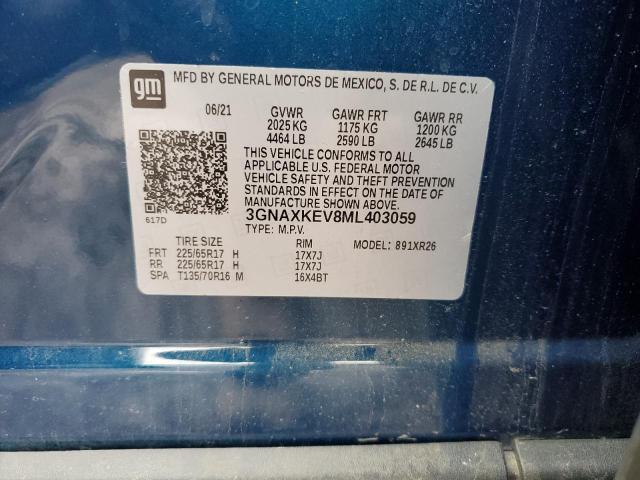 gm
MFD BY GENERAL MOTORS DE MEXICO, S. DE R.L. DE C.V.
06/21 GVWR GAWR FRT GAWR RR
2025 KG 1175 KG 1200 KG
4464 LB 2590 LB 2645 LB
THIS VEHICLE CONFORMS TO ALL
APPLICABLE U.S. FEDERAL MOTOR
VEHICLE SAFETY AND THEFT PREVENTION
STANDARDS IN EFFECT ON THE DATE OF
MANUFACTURE SHOWN ABOVE.
617D
3GNAXKEV8ML403059
TYPE: M.P.V.
TIRE SIZE RIM MODEL: 891XR26
FRT 225/65R17 H 17X7J
RR 225/65R17 H 17X7J
SPA T135/70R16 M 16X4BT